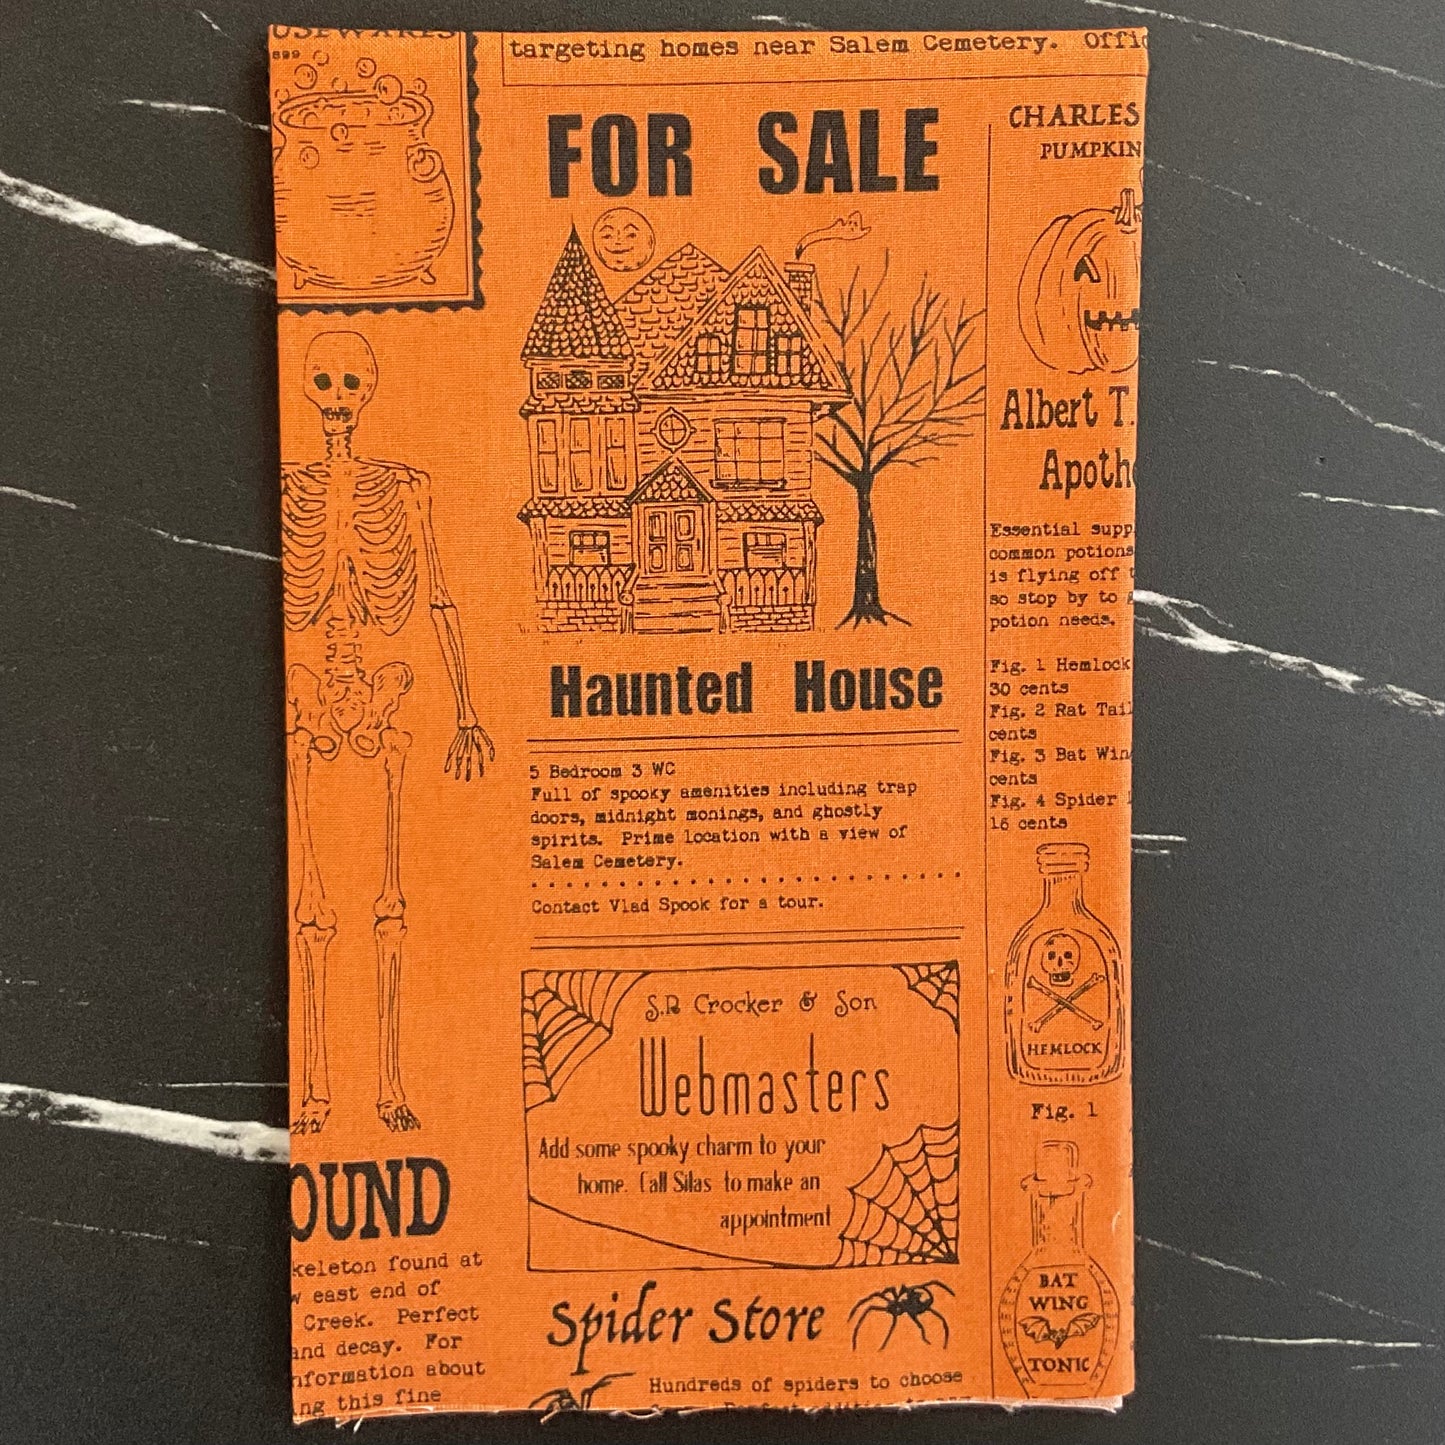 OUSEWARES
899
OUND
keleton found at
east end of
Creek. Perfect
and decay. For
nformation about
ng this fine
targeting homes near Salem Cemetery. Offic
FOR SALE
Haunted House
5 Bedroom 3 WC
Full of spooky amenities including trap
doors, midnight monings, and ghostly
spirits. Prime location with a view of
Salem Cemetery.
Contact Vlad Spook for a tour.
S.R Crocker & Son
Webmasters
Add some spooky charm to your
home. Call Silas to make an
appointment
Spider Store
Hundreds of spiders to choose
CHARLES
PUMPKIN
Albert T.
Apothe
Essential supp
common potions
is flying off t
so stop by to
potion needs.
Fig. 1 Hemlock
30 cents
Fig. 2 Rat Tail
cents
Fig. 3 Bat Win
cents
Fig. 4 Spider
16 cents
HEMLOCK
Fig. 1
BAT
WING
TONIC